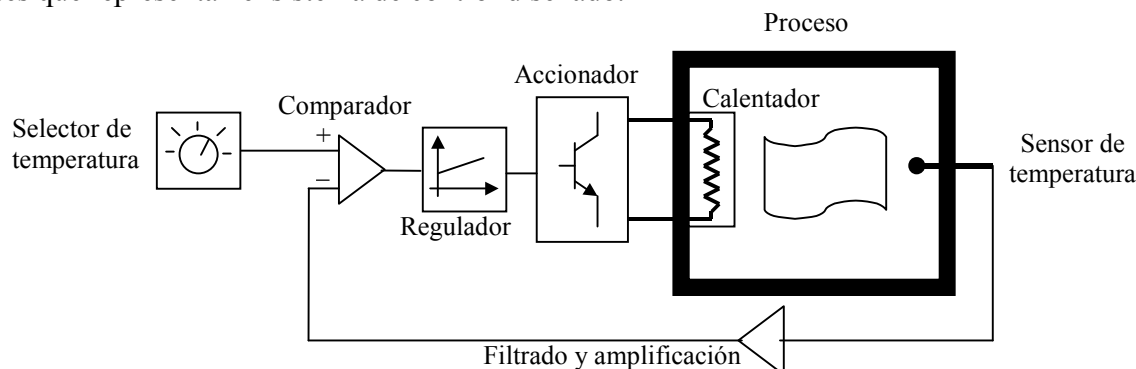 Proceso
Accionador
Comparador
Calentador
Selector de
temperatura
+
–
Sensor de
temperatura
Regulador
Filtrado y amplificación